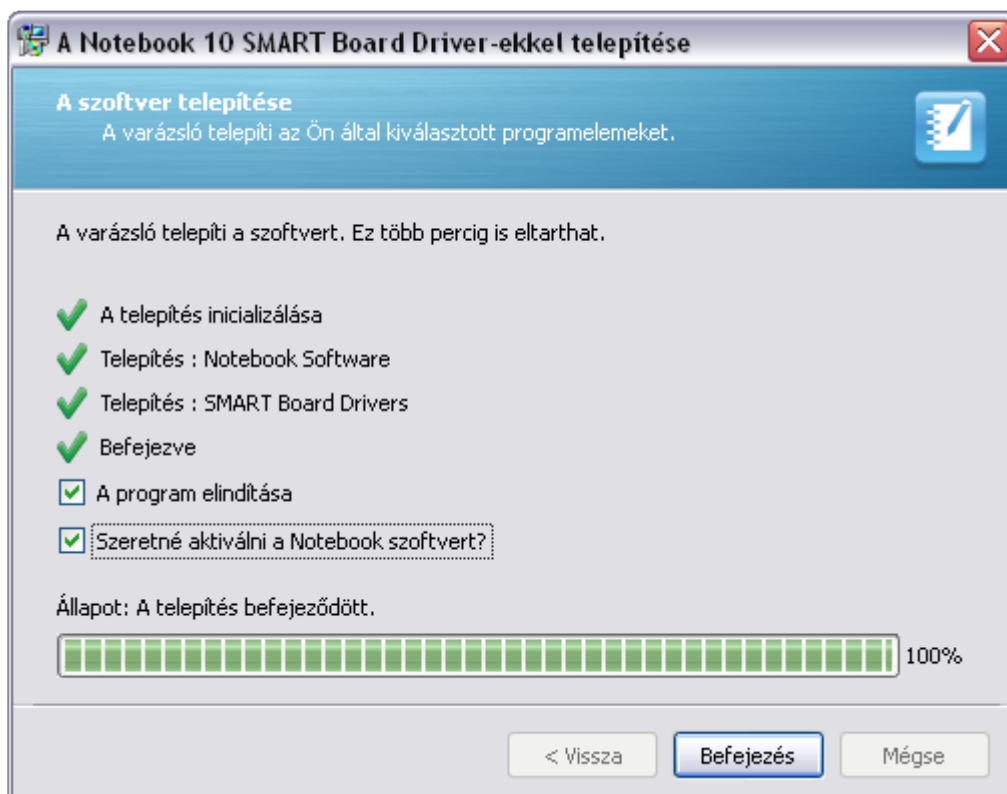 A Notebook 10 SMART Board Driver-ekkel telepítése
A szoftver telepítése
A varázsló telepíti az Ön által kiválasztott programelemeket.
A varázsló telepíti a szoftvert. Ez több percig is eltarthat.
A telepítés inicializálása
Telepítés : Notebook Software
Telepítés : SMART Board Drivers
Befejezve
A program elindítása
Szeretné aktiválni a Notebook szoftvert?
Állapot: A telepítés befejeződött.
100%
< Vissza Befejezés Mégse